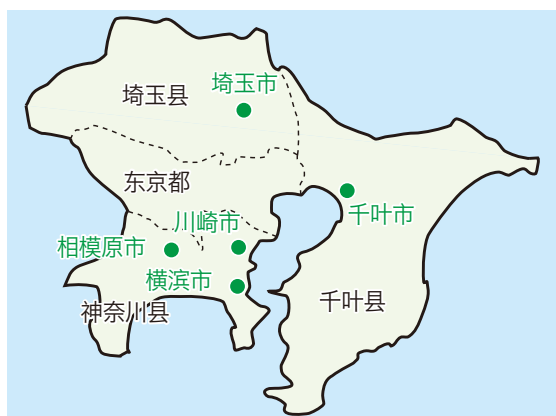 埼玉市
埼玉县
东京都
千叶市
川崎市
相模原市
横滨市
千叶县
神奈川县